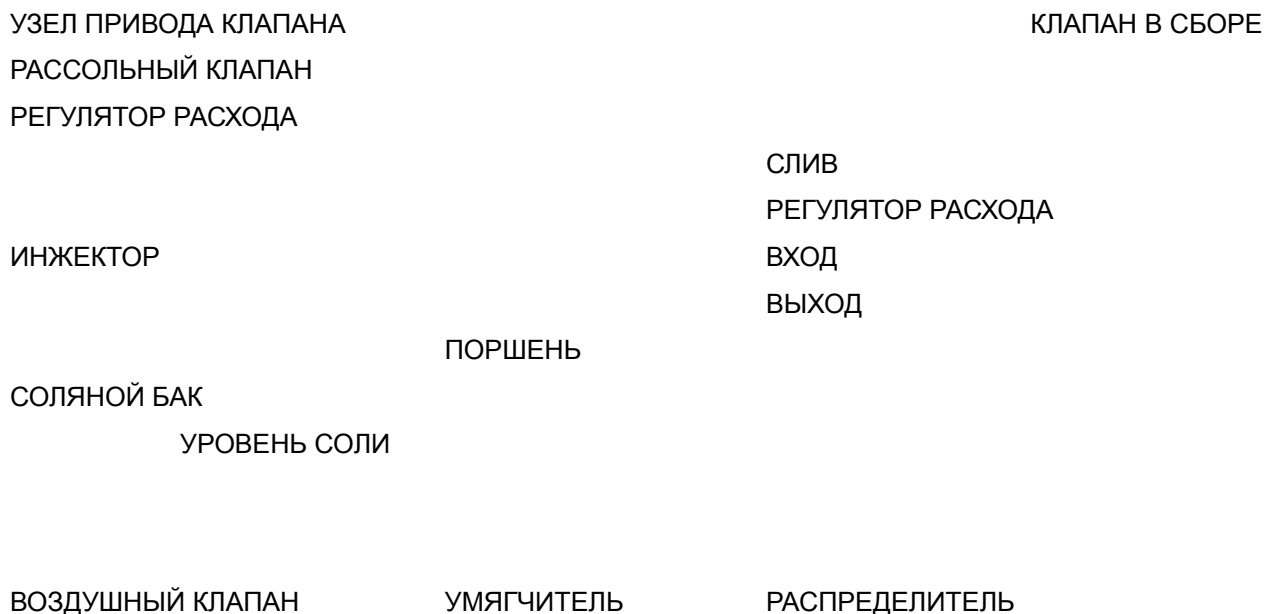 УЗЕЛ ПРИВОДА КЛАПАНА КЛАПАН В СБОРЕ
РАССОЛЬНЫЙ КЛАПАН
РЕГУЛЯТОР РАСХОДА
СЛИВ
РЕГУЛЯТОР РАСХОДА
ИНЖЕКТОР ВХОД
ВЫХОД
ПОРШЕНЬ
СОЛЯНОЙ БАК
УРОВЕНЬ СОЛИ
ВОЗДУШНЫЙ КЛАПАН УМЯГЧИТЕЛЬ РАСПРЕДЕЛИТЕЛЬ